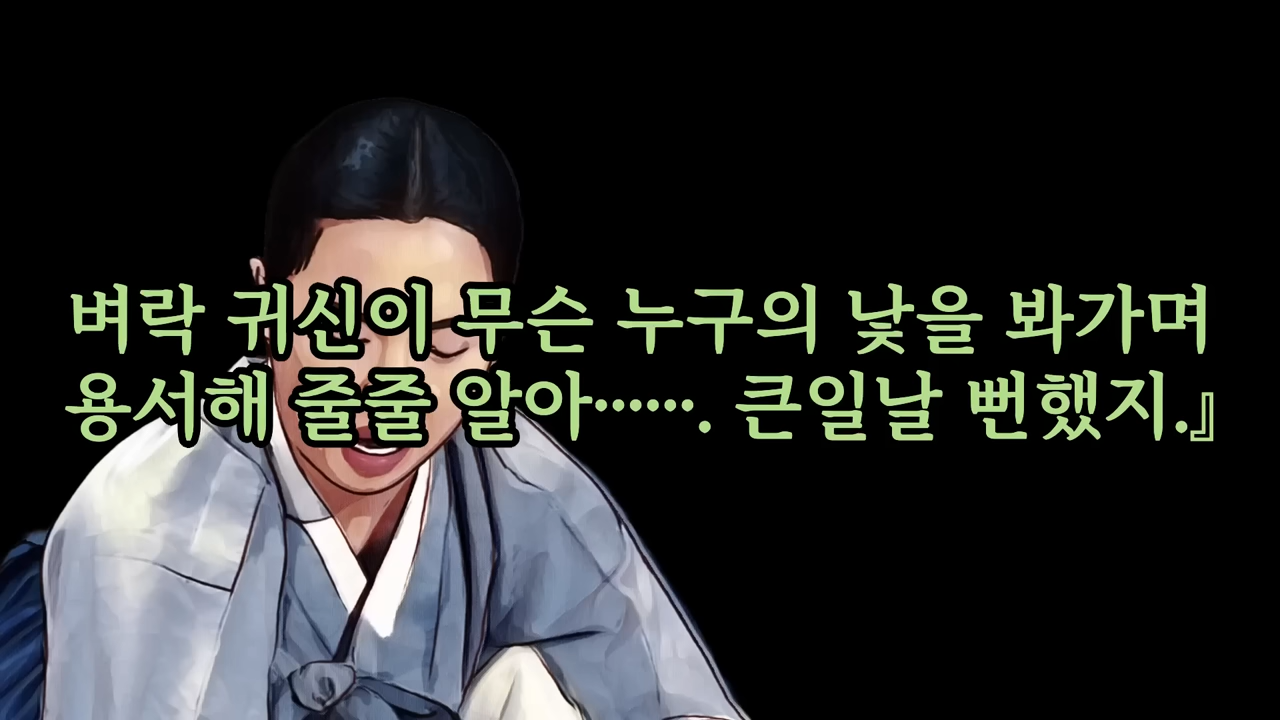 벼락 귀신이 무슨 누구의 낯을 봐가며
용서해 줄줄 알아……. 큰일날 뻔했지.』